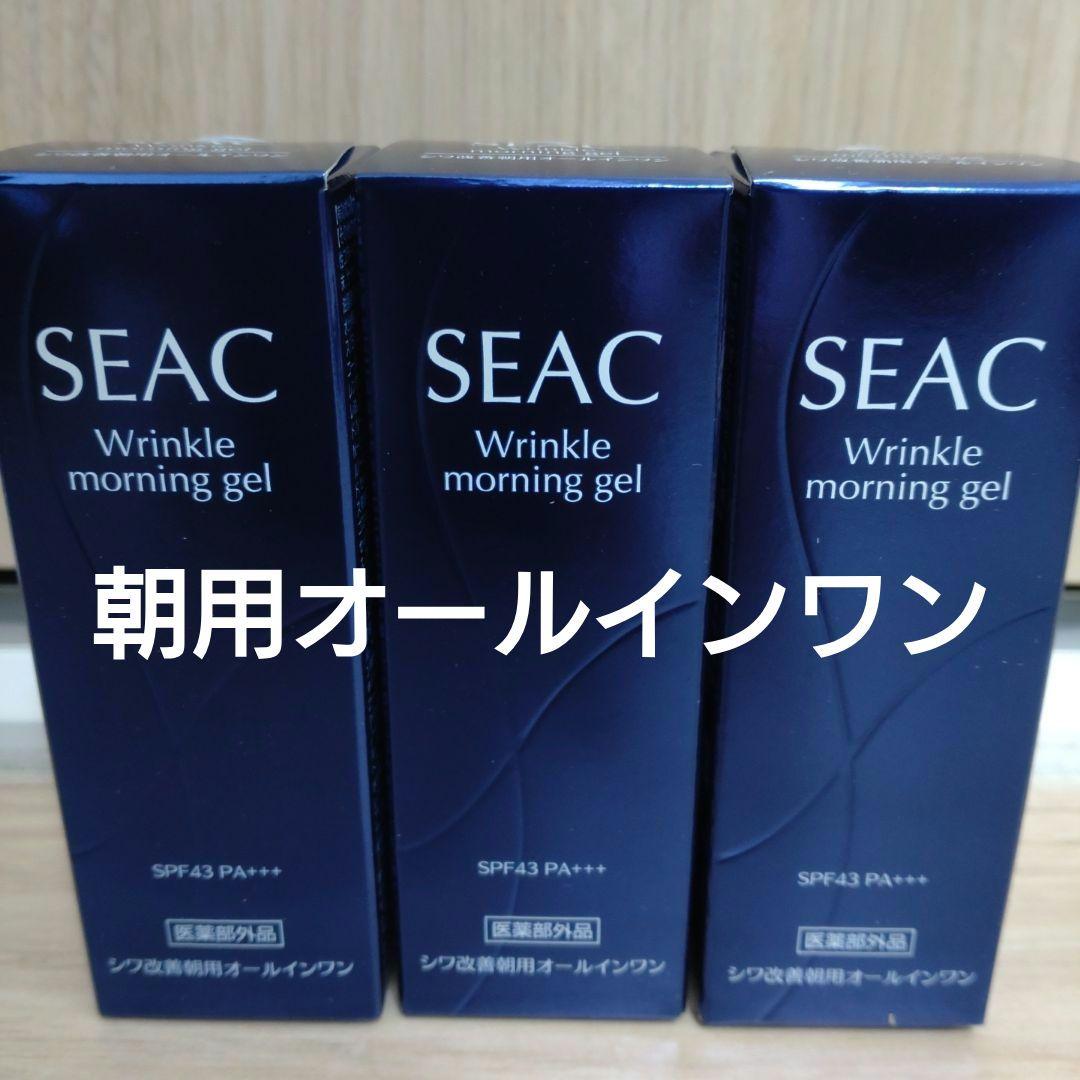 SEAC
Wrinkle
morning gel
SPF43 PA+++
医薬部外品
シワ改善朝用オールインワン
SEAC
Wrinkle
morning gel
SPF43 PA+++
医薬部外品
シワ改善朝用オールインワン
SEAC
Wrinkle
morning gel
SPF43 PA+++
医薬部外品
シワ改善朝用オールインワン
朝用オールインワン